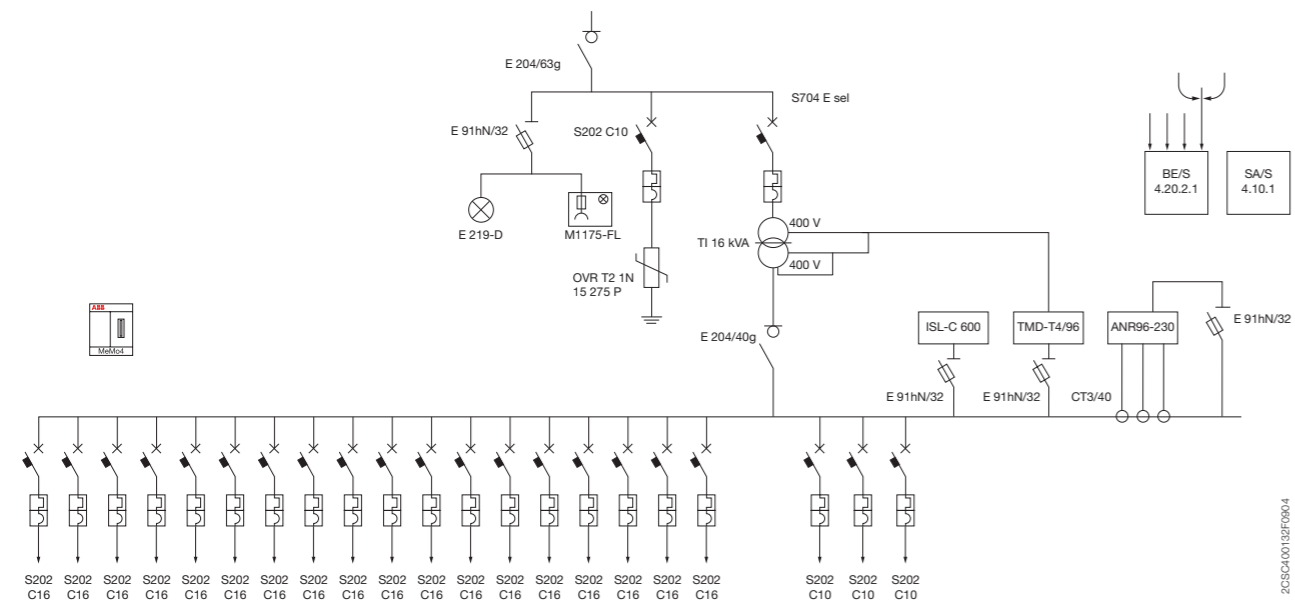 E 204/63g
S704 E sel
E 91hN/32
S202 C10
BE/S
4.20.2.1
SA/S
4.10.1
E 219-D
M1175-FL
400 V
TI 16 kVA
400 V
OVR T2 1N
15 275 P
ABB
MeMo4
E 204/40g
ISL-C 600
TMD-T4/96
ANR96-230
E 91hN/32
E 91hN/32
E 91hN/32
CT3/40
S202 S202 S202 S202 S202 S202 S202 S202 S202 S202 S202 S202 S202 S202 S202 S202 S202 S202 S202 S202 S202
C16 C16 C16 C16 C16 C16 C16 C16 C16 C16 C16 C16 C16 C16 C16 C16 C16 C16 C10 C10 C10
2CSC400132F0904